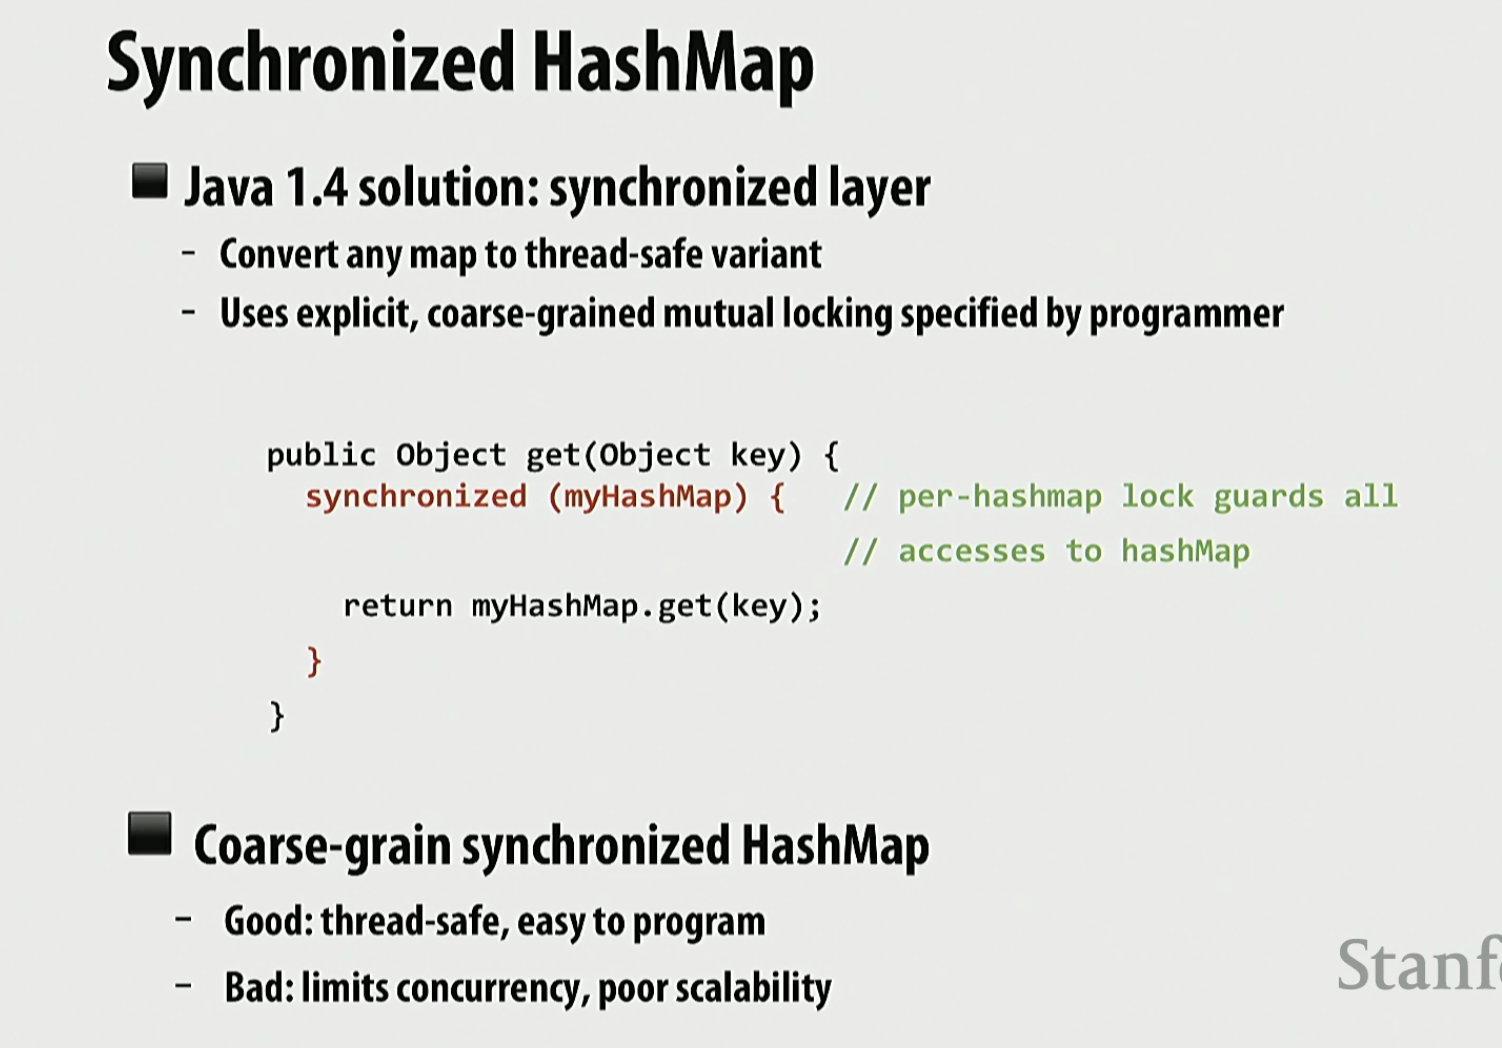 Synchronized HashMap
Java 1.4 solution: synchronized layer
- Convert any map to thread-safe variant
- Uses explicit, coarse-grained mutual locking specified by programmer
public Object get(Object key) {
synchronized (myHashMap) { // per-hashmap lock guards all
// accesses to hashMap
return myHashMap.get(key);
}
}
Coarse-grain synchronized HashMap
- Good: thread-safe, easy to program
- Bad: limits concurrency, poor scalability